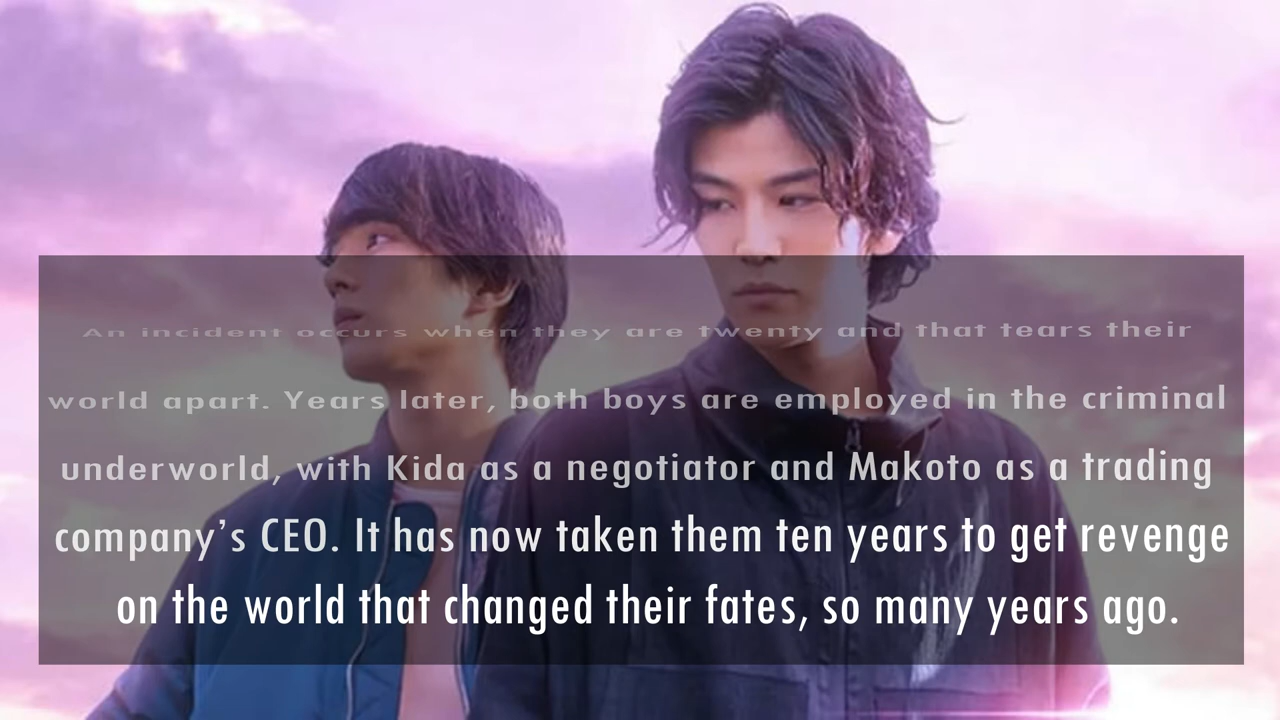 An incident occurs when they are twenty and that tears their
world apart. Years later, both boys are employed in the criminal
underworld, with Kida as a negotiator and Makoto as a trading
company’s CEO. It has now taken them ten years to get revenge
on the world that changed their fates, so many years ago.